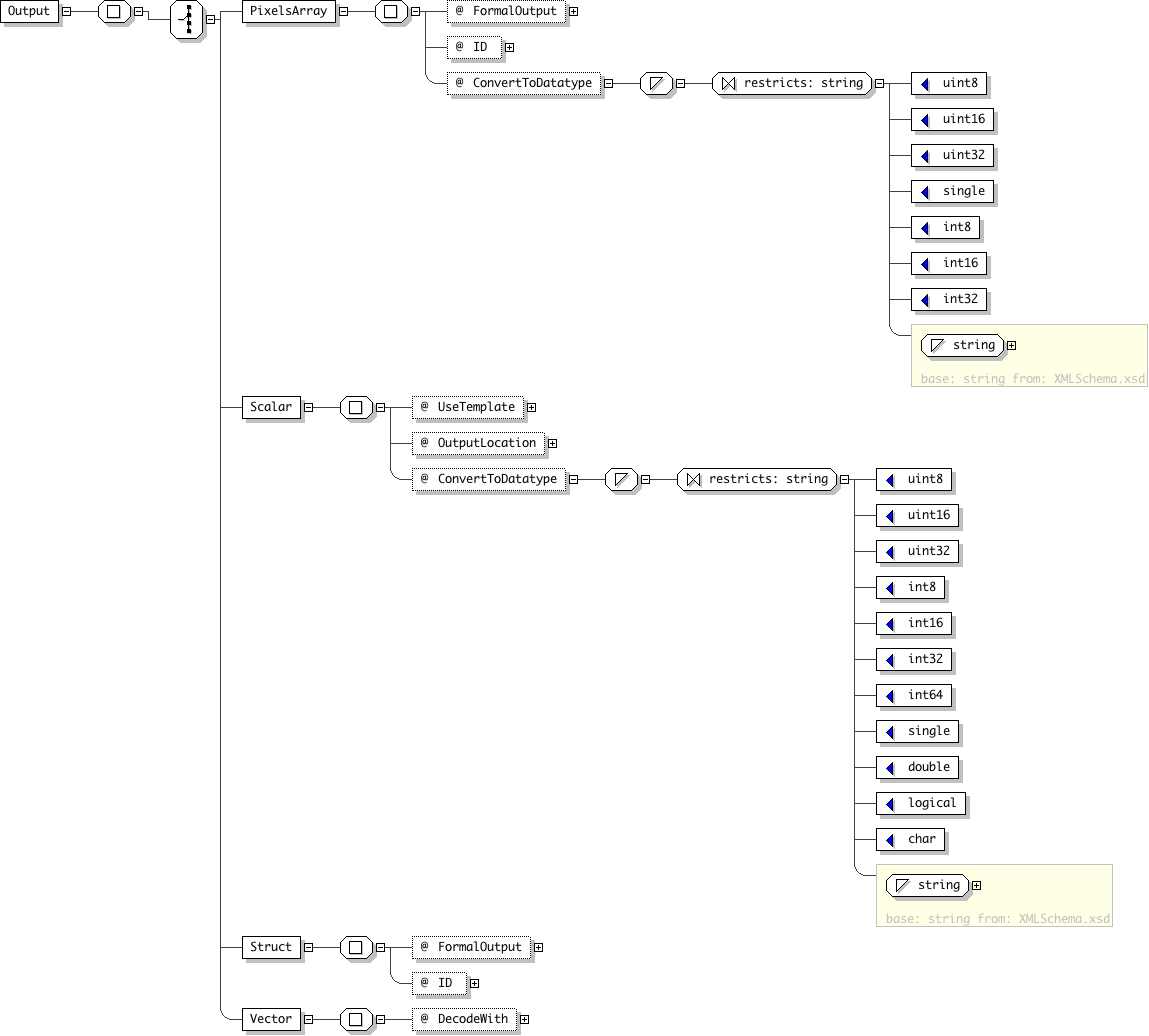 Output
PixelsArray
@ FormalOutput
@ ID
@ ConvertToDatatype
restricts: string
uint8
uint16
uint32
single
int8
int16
int32
string
base: string from: XMLSchema.xsd
Scalar
@ UseTemplate
@ OutputLocation
@ ConvertToDatatype
restricts: string
uint8
uint16
uint32
int8
int16
int32
int64
single
double
logical
char
string
base: string from: XMLSchema.xsd
Struct
@ FormalOutput
@ ID
Vector
@ DecodeWith